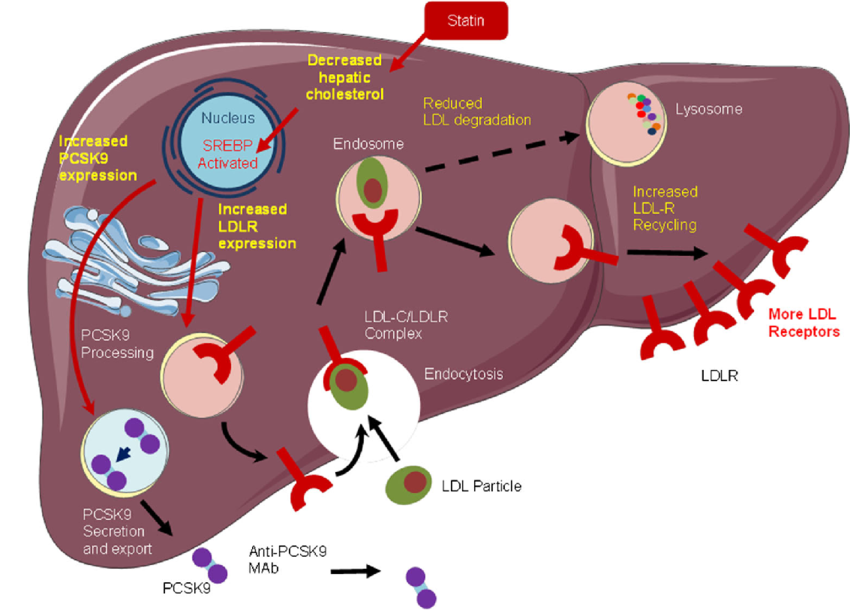 Statin
Decreased
hepatic
cholesterol
Nucleus
SREBP
Activated
Increased
PCSK9
expression
Increased
LDLR
expression
Reduced
LDL degradation
Endosome
Lysosome
Increased
LDL-R
Recycling
More LDL
Receptors
LDLR
PCSK9
Processing
LDL-C/LDLR
Complex
Endocytosis
LDL Particle
PCSK9
Secretion
and export
PCSK9
Anti-PCSK9
MAb